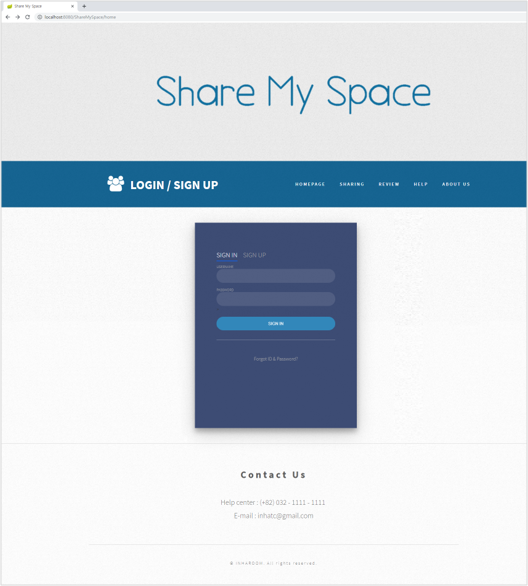 Share My Space
localhost:8080/ShareMySpace/home
Share My Space
LOGIN / SIGN UP
HOMEPAGE SHARING REVIEW HELP ABOUT US
SIGN IN SIGN UP
USERNAME
PASSWORD
SIGN IN
Forgot ID & Password?
Contact Us
Help center : (+82) 032 - 1111 - 1111
E-mail : inhatc@gmail.com
All rights reserved.